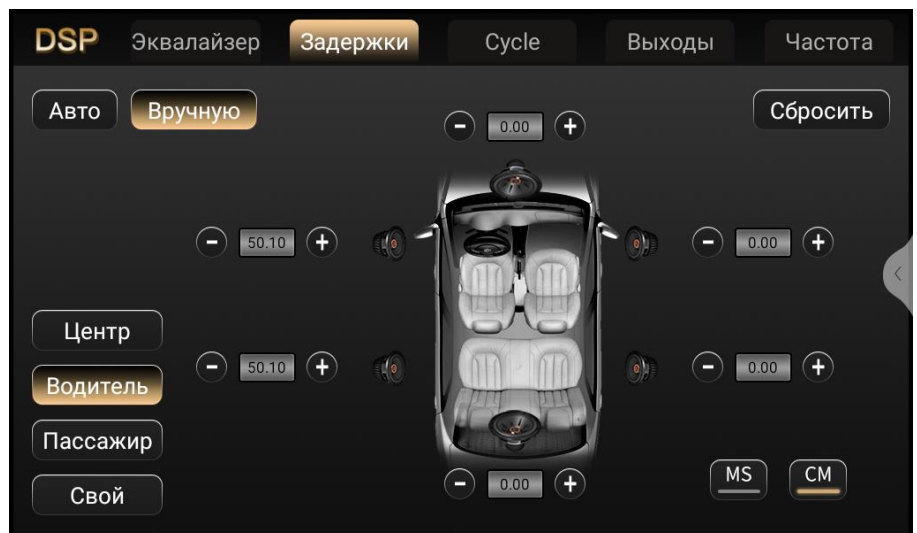 DSP Эквалайзер Задержки Cycle Выходы Частота
Авто Вручную - 0.00 + Сбросить
- 50.10 + - 0.00 +
Центр
- 50.10 + - 0.00 +
Водитель
Пассажир
Свой - 0.00 + MS CM